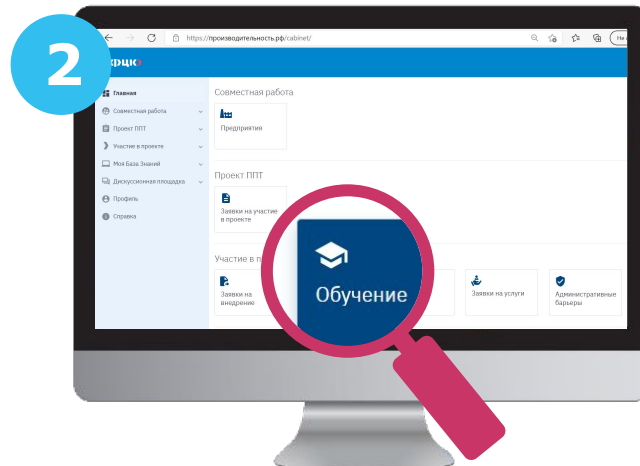 2
https://производительность.рф/cabinet/
Не
Главная
Совместная работа
Проект ППТ
Участие в проекте
Моя База Знаний
Дискуссионная площадка
Профиль
Справка
Совместная работа
Предприятие
Проект ППТ
Заявки на участие
в проекте
Участие в п
Заявки на
внедрение
Обучение
Заявки на услуги
Административные
барьеры